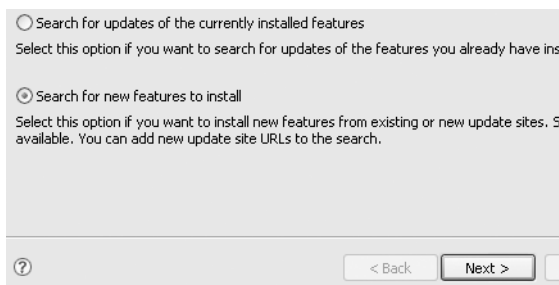 Search for updates of the currently installed features
Select this option if you want to search for updates of the features you already have ins
Search for new features to install
Select this option if you want to install new features from existing or new update sites. S
available. You can add new update site URLs to the search.
?
< Back
Next >